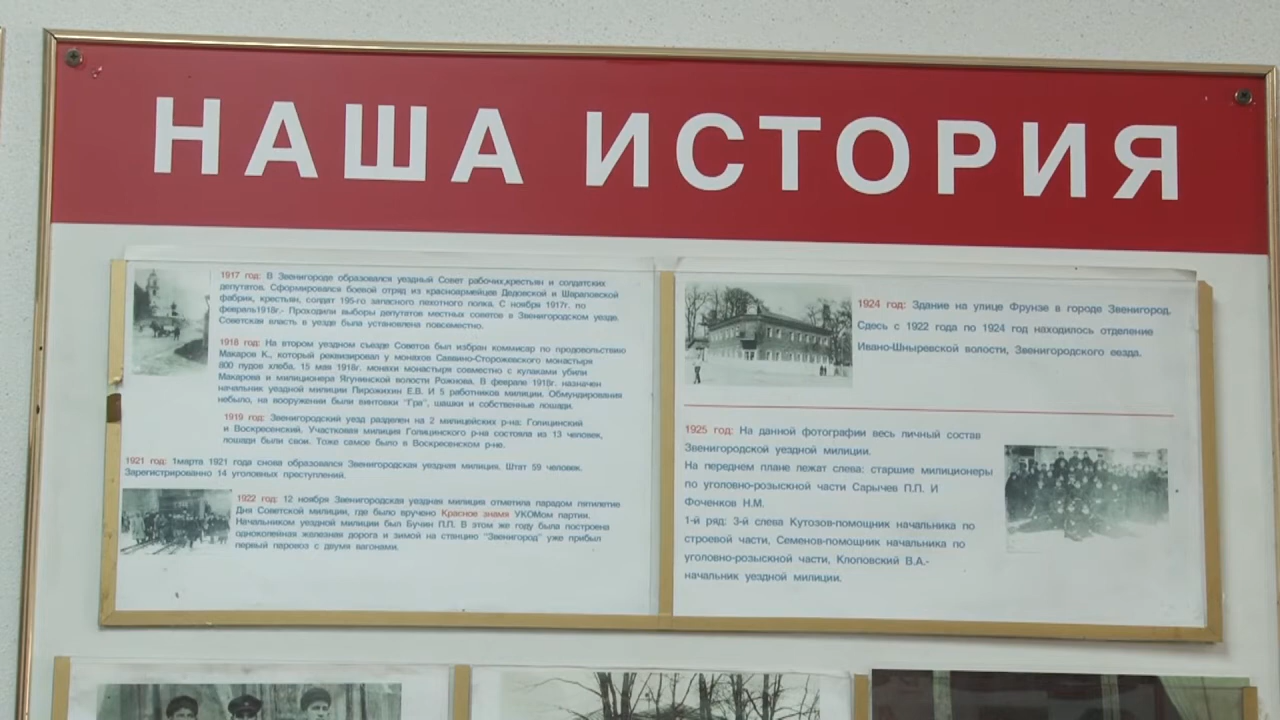 НАША ИСТОРИЯ
1917 год: В Звенигороде образовался уездный Совет рабочих,крестьян и солдатских
депутатов. Сформировался боевой отряд из красноармейцев Дедовской и Шараповской
фабрик, крестьян, солдат 195-го запасного пехотного полка. С ноября 1917г. по
февраль1918г.- Проходили выборы депутатов местных советов в Звенигородском уезде.
Советская власть в уезде была установлена повсеместно.
1918 год: На втором уездном съезде Советов был избран комиссар по продовольствию
Макаров К., который реквизировал у монахов Саввино-Сторожевского монастыря
800 пудов хлеба. 15 мая 1918г. монахи монастыря совместно с кулаками убили
Макарова и милиционера Ягунинской волости Рожнова. В феврале 1918г. назначен
начальник уездной милиции Пирожихин Е.В. И 5 работников милиции. Обмундирования
небыло, на вооружении были винтовки "Гра", шашки и собственные лошади.
1919 год: Звенигородский уезд разделен на 2 милицейских р-на: Голицинский
и Воскресенский. Участковая милиция Голицинского р-на состояла из 13 человек,
лошади были свои. Тоже самое было в Воскресенском р-не.
1921 год: 1марта 1921 года снова образовался Звенигородская уездная милиция. Штат 59 человек.
Зарегистрированно 14 уголовных преступлений.
1922 год: 12 ноября Звенигородская уездная милиция отметила парадом пятилетие
Дня Советской милиции, где было вручено Красное знамя УКОМом партии.
Начальником уездной милиции был Бучин П.П. В этом же году была построена
одноколейная железная дорога и зимой на станцию "Звенигород" уже прибыл
первый паровоз с двумя вагонами.
1924 год: Здание на улице Фрунзе в городе Звенигород.
Сдесь с 1922 года по 1924 год находилось отделение
Ивано-Шныревской волости, Звенигородского еезда.
1925 год: На данной фотографии весь личный состав
Звенигородской уездной милиции.
На переднем плане лежат слева: старшие милиционеры
по уголовно-розыскной части Сарычев П.П. И
Фоченков Н.М.
1-й ряд: 3-й слева Кутозов-помощник начальника по
строевой части, Семенов-помощник начальника по
уголовно-розыскной части, Клоповский В.А.-
начальник уездной милиции.